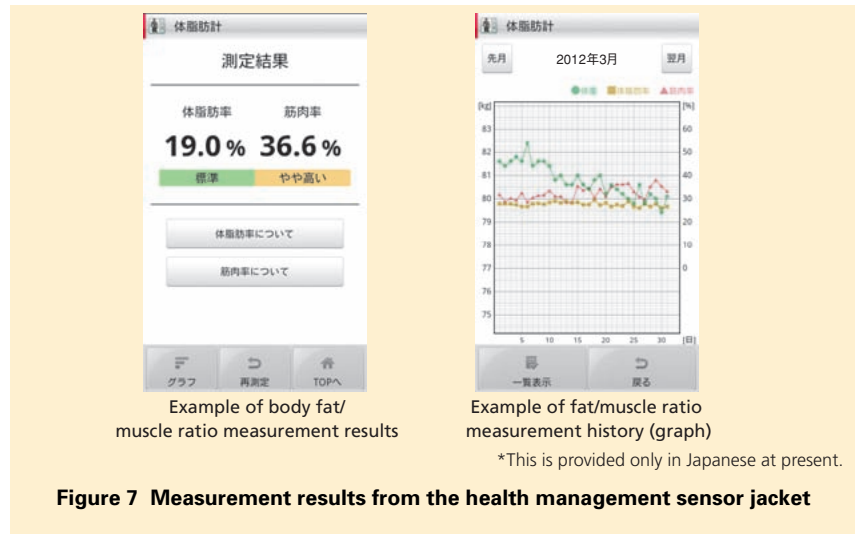 体脂肪計
測定結果
体脂肪率 筋肉率
19.0 % 36.6 %
標準 やや高い
体脂肪率について
筋肉率について
グラフ 再測定 TOPへ
Example of body fat/
muscle ratio measurement results
体脂肪計
先月 2012年3月 翌月
体重 体脂肪率 筋肉率
[kg] [%]
83 60
82 50
81 40
80 30
79 20
78 10
77 0
76
75
5 10 15 20 25 30 [日]
一覧表示 戻る
Example of fat/muscle ratio
measurement history (graph)
*This is provided only in Japanese at present.
Figure 7 Measurement results from the health management sensor jacket